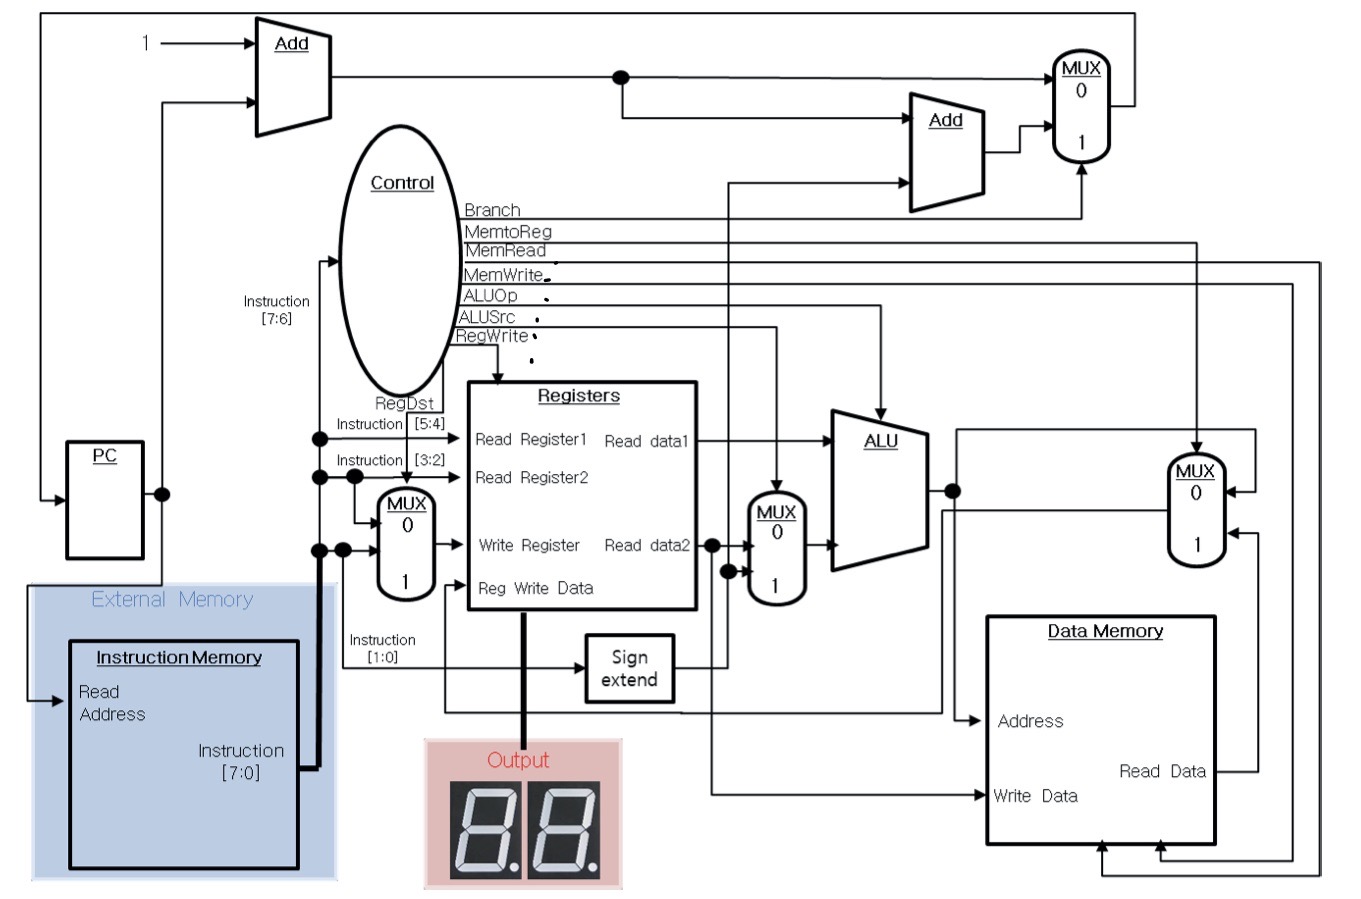 1
Add
MUX
0
1
Add
Control
Branch
MemtoReg
MemRead
MemWrite
ALUOp
ALUSrc
RegWrite
Instruction
[7:6]
RegDst
Instruction [5:4]
Instruction [3:2]
Registers
Read Register1
Read data1
Read Register2
Write Register
Read data2
Reg Write Data
MUX
0
1
MUX
0
1
ALU
MUX
0
1
PC
External Memory
Instruction Memory
Read
Address
Instruction
[7:0]
Instruction
[1:0]
Sign
extend
Data Memory
Address
Read Data
Write Data
Output
88